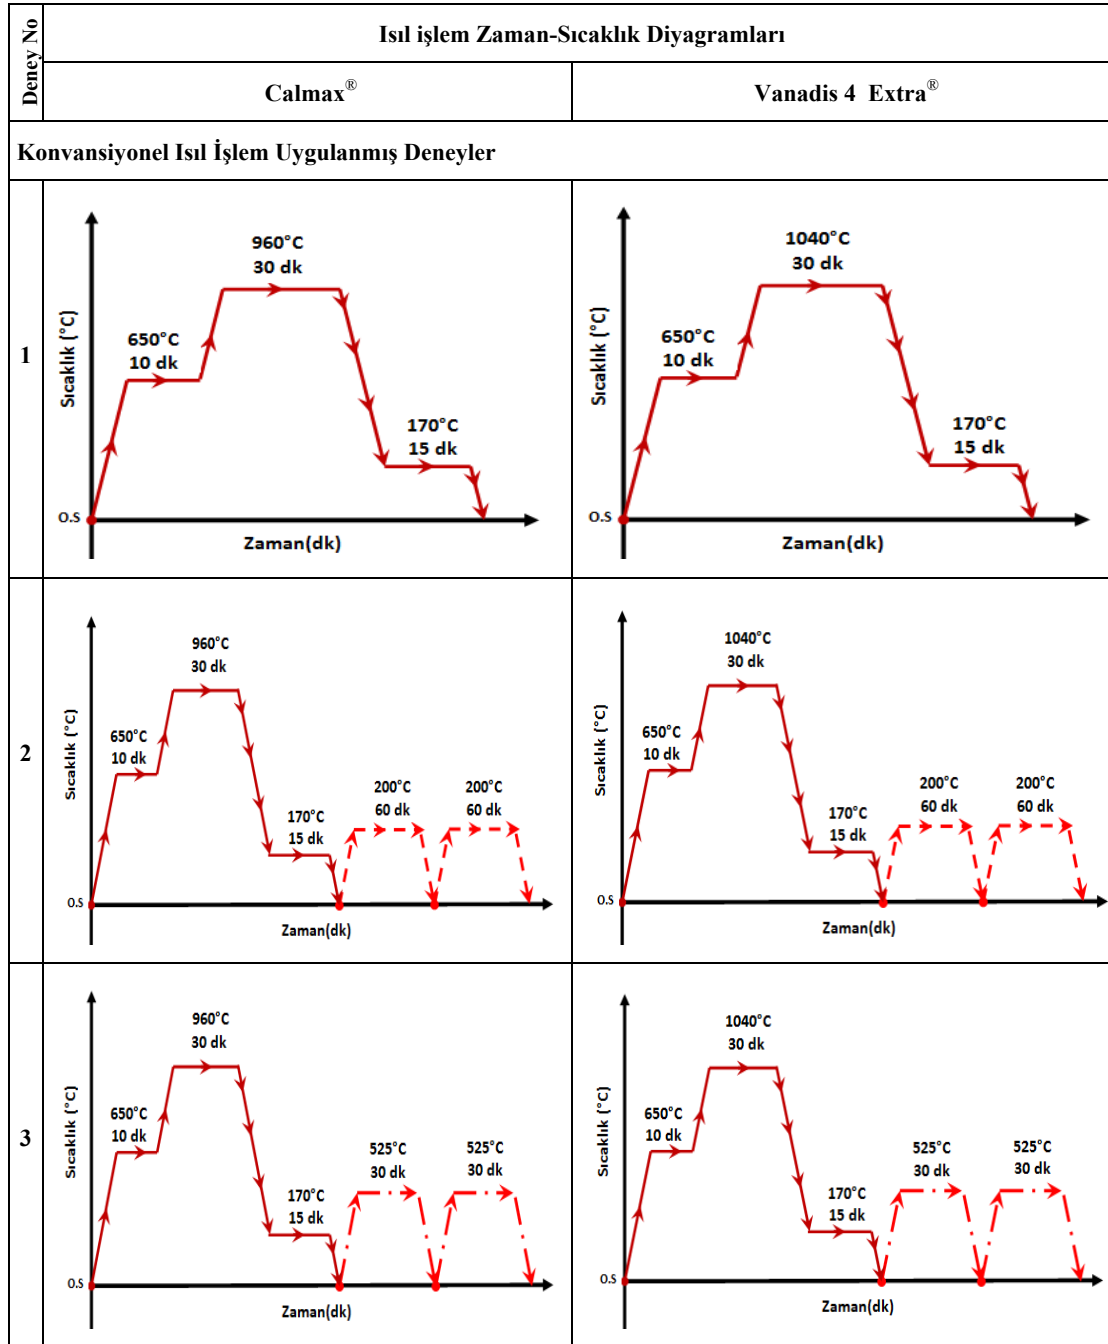 Deney No
Isıl işlem Zaman-Sıcaklık Diyagramları
Calmax®
Vanadis 4 Extra®
Konvansiyonel Isıl İşlem Uygulanmış Deneyler
1
Sıcaklık (°C)
960°C
30 dk
650°C
10 dk
170°C
15 dk
O.S
Zaman(dk)
Sıcaklık (°C)
1040°C
30 dk
650°C
10 dk
170°C
15 dk
O.S
Zaman(dk)
2
Sıcaklık (°C)
960°C
30 dk
650°C
10 dk
170°C
15 dk
200°C
60 dk
200°C
60 dk
O.S
Zaman(dk)
Sıcaklık (°C)
1040°C
30 dk
650°C
10 dk
170°C
15 dk
200°C
60 dk
200°C
60 dk
O.S
Zaman(dk)
3
Sıcaklık (°C)
960°C
30 dk
650°C
10 dk
170°C
15 dk
525°C
30 dk
525°C
30 dk
O.S
Zaman(dk)
Sıcaklık (°C)
1040°C
30 dk
650°C
10 dk
170°C
15 dk
525°C
30 dk
525°C
30 dk
O.S
Zaman(dk)